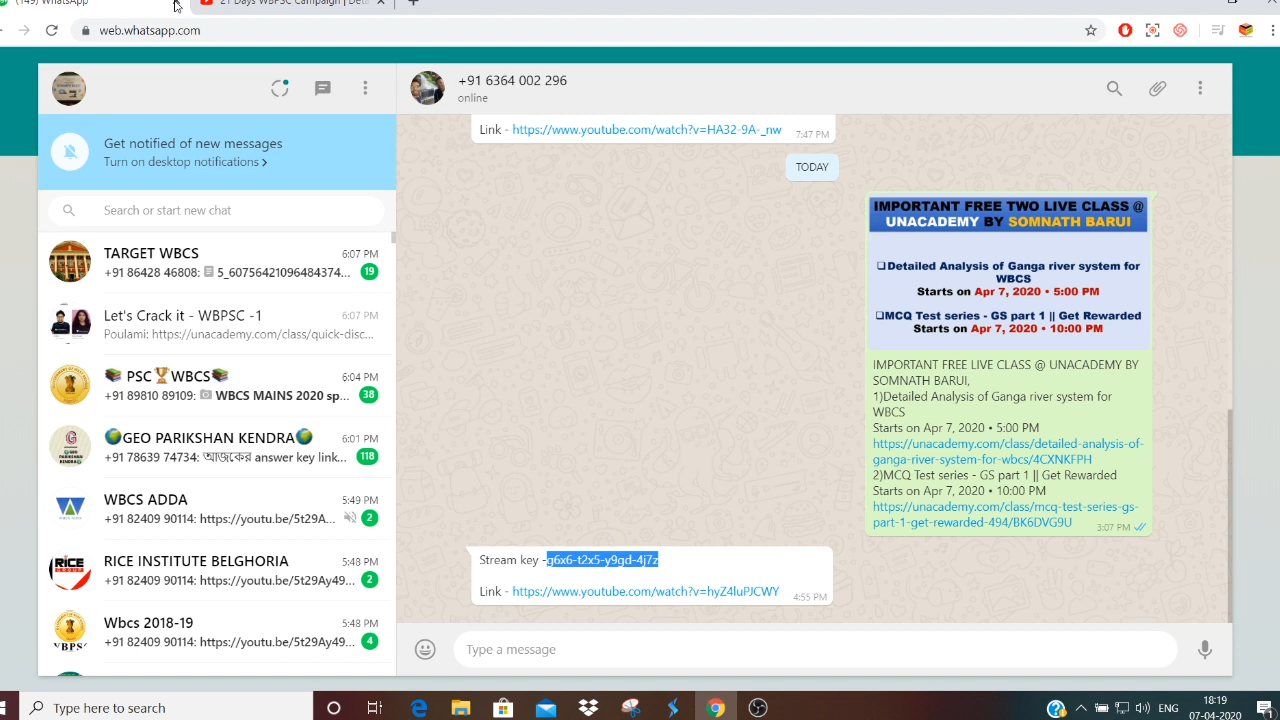 (149) WhatsApp
21 Days WBPSC Campaign | Deta
web.whatsapp.com
+91 6364 002 296
online
Get notified of new messages
Turn on desktop notifications >
Search or start new chat
TARGET WBCS 6:07 PM
+91 86428 46808: 5_60756421096484374... 19
Let's Crack it - WBPSC -1 6:07 PM
Poulami: https://unacademy.com/class/quick-disc...
PSC🏆WBCS 6:04 PM
+91 89810 89109: WBCS MAINS 2020 sp... 38
GEO PARIKSHAN KENDRA 6:01 PM
+91 78639 74734: আজকের answer key link... 118
WBCS ADDA 5:49 PM
+91 82409 90114: https://youtu.be/5t29A... 2
RICE INSTITUTE BELGHORIA 5:48 PM
+91 82409 90114: https://youtu.be/5t29Ay49... 2
Wbcs 2018-19 5:48 PM
+91 82409 90114: https://youtu.be/5t29Ay49... 4
Link - https://www.youtube.com/watch?v=HA32-9A-_nw 7:47 PM
TODAY
IMPORTANT FREE TWO LIVE CLASS @
UNACADEMY BY SOMNATH BARUI
❑Detailed Analysis of Ganga river system for
WBCS
Starts on Apr 7, 2020 • 5:00 PM
❑MCQ Test series - GS part 1 || Get Rewarded
Starts on Apr 7, 2020 • 10:00 PM
IMPORTANT FREE LIVE CLASS @ UNACADEMY BY
SOMNATH BARUI,
1)Detailed Analysis of Ganga river system for
WBCS
Starts on Apr 7, 2020 • 5:00 PM
https://unacademy.com/class/detailed-analysis-of-
ganga-river-system-for-wbcs/4CXNKFPH
2)MCQ Test series - GS part 1 || Get Rewarded
Starts on Apr 7, 2020 • 10:00 PM
https://unacademy.com/class/mcq-test-series-gs-
part-1-get-rewarded-494/BK6DVG9U 3:07 PM
Stream key -g6x6-t2x5-y9gd-4j7z
Link - https://www.youtube.com/watch?v=hyZ4luPJCWY 4:55 PM
Type a message
Type here to search
ENG
18:19
07-04-2020